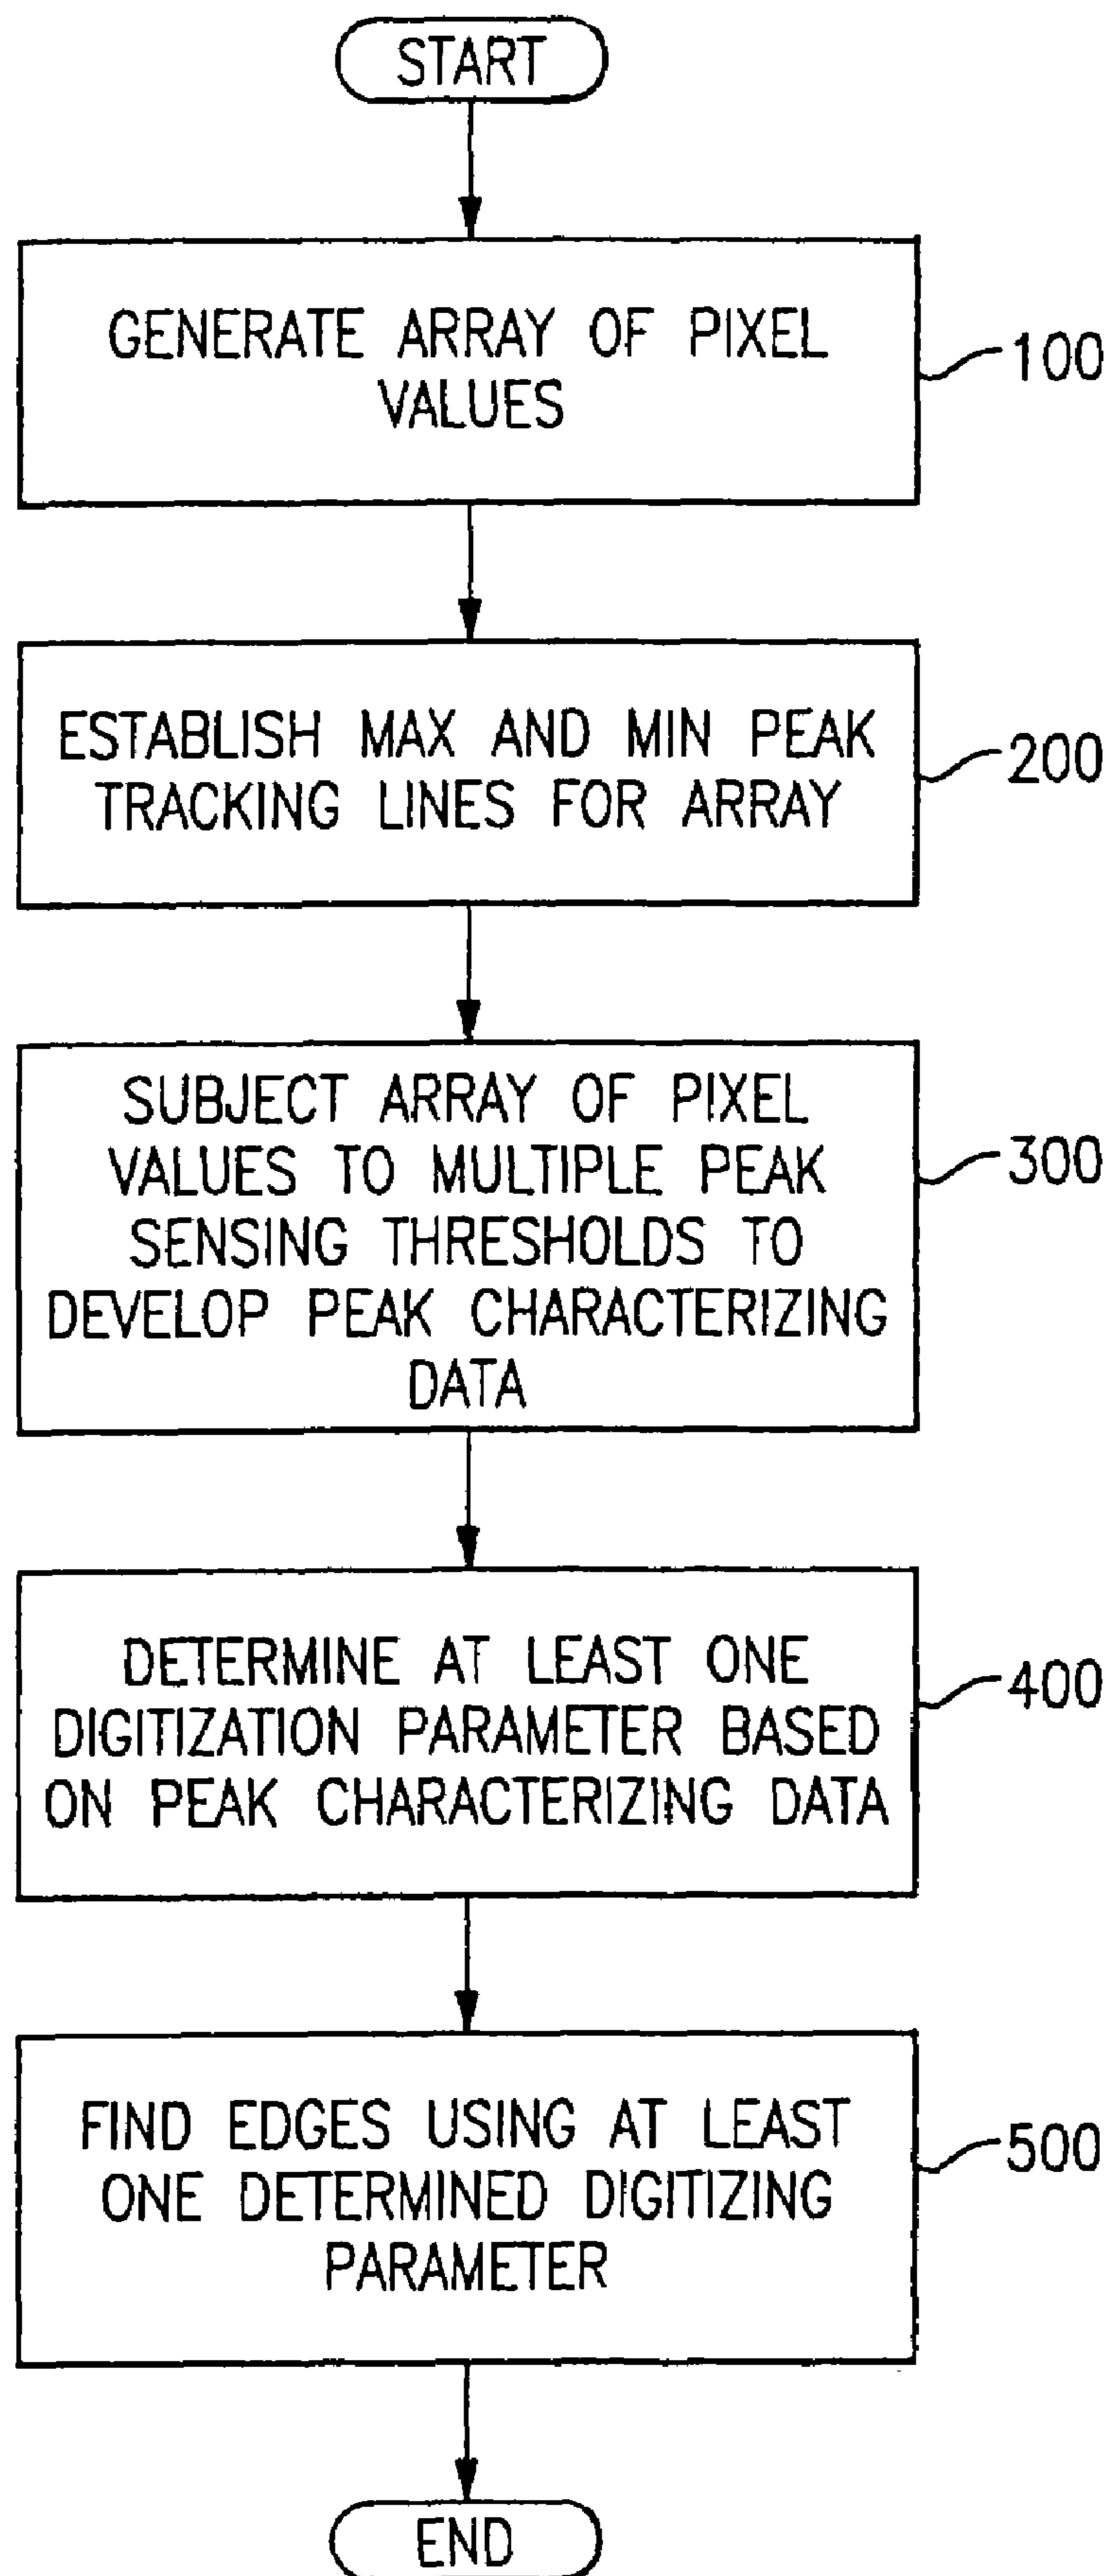 START
GENERATE ARRAY OF PIXEL
VALUES
100
ESTABLISH MAX AND MIN PEAK
TRACKING LINES FOR ARRAY
200
SUBJECT ARRAY OF PIXEL
VALUES TO MULTIPLE PEAK
SENSING THRESHOLDS TO
DEVELOP PEAK CHARACTERIZING
DATA
300
DETERMINE AT LEAST ONE
DIGITIZATION PARAMETER BASED
ON PEAK CHARACTERIZING DATA
400
FIND EDGES USING AT LEAST
ONE DETERMINED DIGITIZING
PARAMETER
500
END